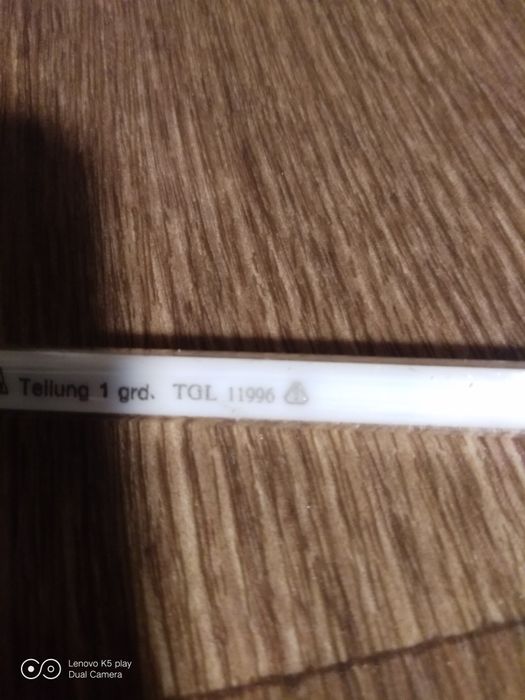 Teilung 1 grd. TGL 11996
Lenovo K5 play
Dual Camera